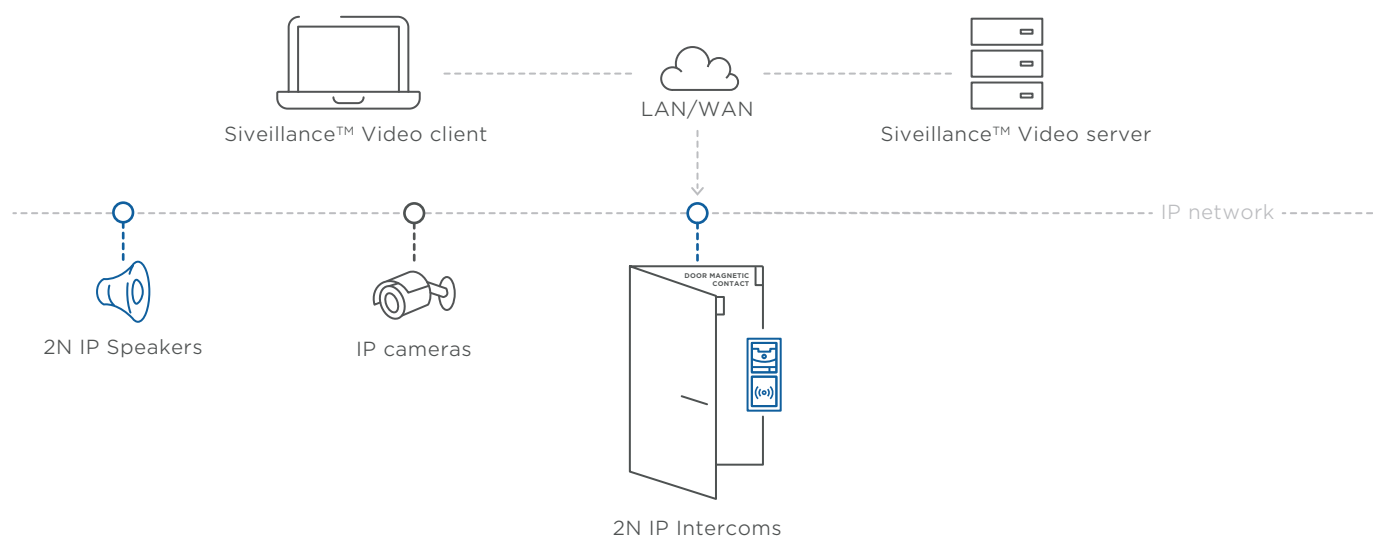 LAN/WAN
Siveillance™ Video client
Siveillance™ Video server
IP network
DOOR MAGNETIC
CONTACT
2N IP Speakers
IP cameras
2N IP Intercoms